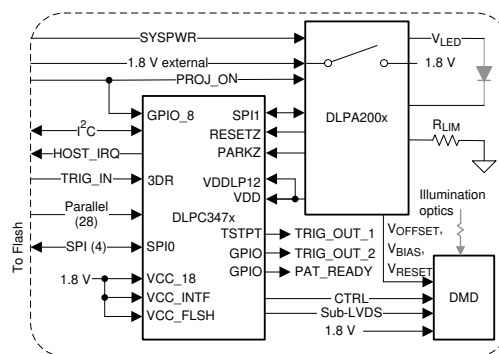 SYSPWR
1.8 V external
PROJ_ON
V_LED
1.8 V
DLPA200x
R_LIM
GPIO_8
SPI1
I²C
RESETZ
HOST_IRQ
PARKZ
TRIG_IN
3DR
VDDLP12
VDD
Parallel
(28)
DLPC347x
Illumination
optics
TSTPT
TRIG_OUT_1
SPI (4)
SPI0
GPIO
TRIG_OUT_2
GPIO
PAT_READY
V_OFFSET,
V_BIAS,
V_RESET
To Flash
1.8 V
VCC_18
VCC_INTF
VCC_FLSH
CTRL
Sub-LVDS
1.8 V
DMD